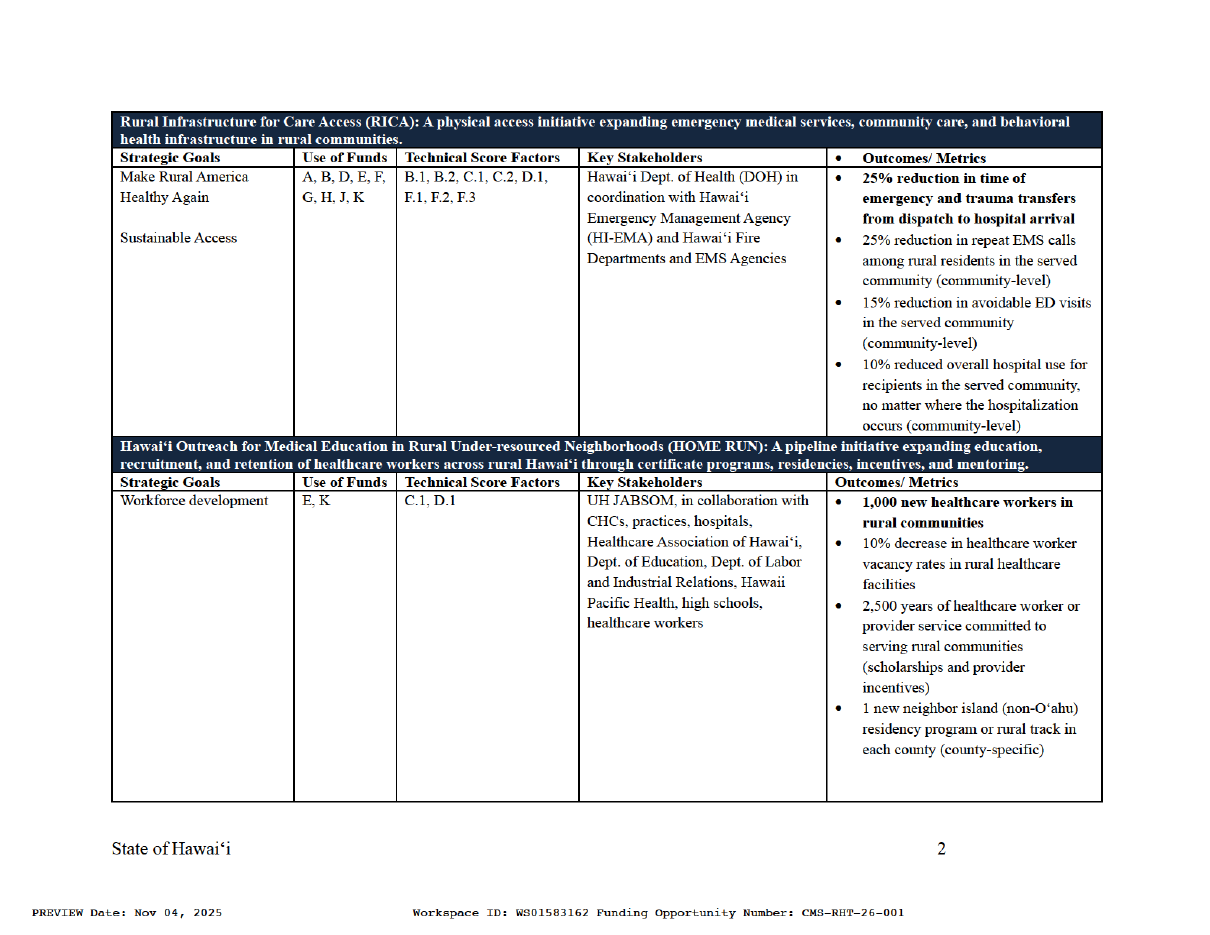 Rural Infrastructure for Care Access (RICA): A physical access initiative expanding emergency medical services, community care, and behavioral
health infrastructure in rural communities.
Strategic Goals
Use of Funds
Technical Score Factors
Key Stakeholders
• Outcomes/ Metrics
Make Rural America
Healthy Again
Sustainable Access
A, B, D, E, F,
G, H, J, K
B.1, B.2, C.1, C.2, D.1,
F.1, F.2, F.3
Hawaiʻi Dept. of Health (DOH) in
coordination with Hawaiʻi
Emergency Management Agency
(HI-EMA) and Hawaiʻi Fire
Departments and EMS Agencies
• 25% reduction in time of
emergency and trauma transfers
from dispatch to hospital arrival
• 25% reduction in repeat EMS calls
among rural residents in the served
community (community-level)
• 15% reduction in avoidable ED visits
in the served community
(community-level)
• 10% reduced overall hospital use for
recipients in the served community,
no matter where the hospitalization
occurs (community-level)
Hawaiʻi Outreach for Medical Education in Rural Under-resourced Neighborhoods (HOME RUN): A pipeline initiative expanding education,
recruitment, and retention of healthcare workers across rural Hawaiʻi through certificate programs, residencies, incentives, and mentoring.
Strategic Goals
Use of Funds
Technical Score Factors
Key Stakeholders
Outcomes/ Metrics
Workforce development
E, K
C.1, D.1
UH JABSOM, in collaboration with
CHCs, practices, hospitals,
Healthcare Association of Hawaiʻi,
Dept. of Education, Dept. of Labor
and Industrial Relations, Hawaii
Pacific Health, high schools,
healthcare workers
• 1,000 new healthcare workers in
rural communities
• 10% decrease in healthcare worker
vacancy rates in rural healthcare
facilities
• 2,500 years of healthcare worker or
provider service committed to
serving rural communities
(scholarships and provider
incentives)
• 1 new neighbor island (non-Oʻahu)
residency program or rural track in
each county (county-specific)
State of Hawaiʻi
2
PREVIEW Date: Nov 04, 2025
Workspace ID: WS01583162 Funding Opportunity Number: CMS-RHT-26-001